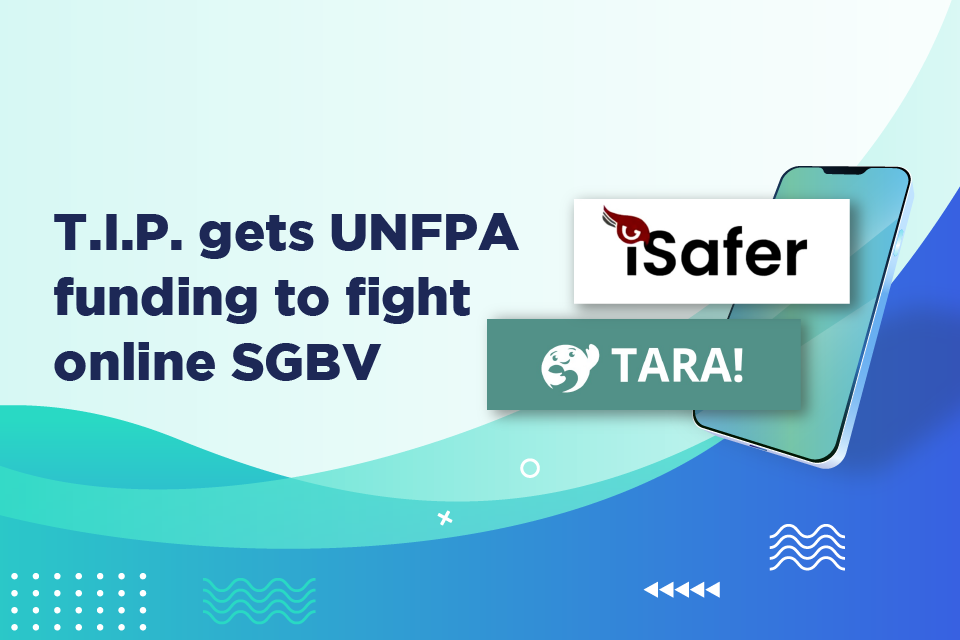 T.I.P. gets UNFPA
funding to fight
online SGBV
iSafer
TARA!